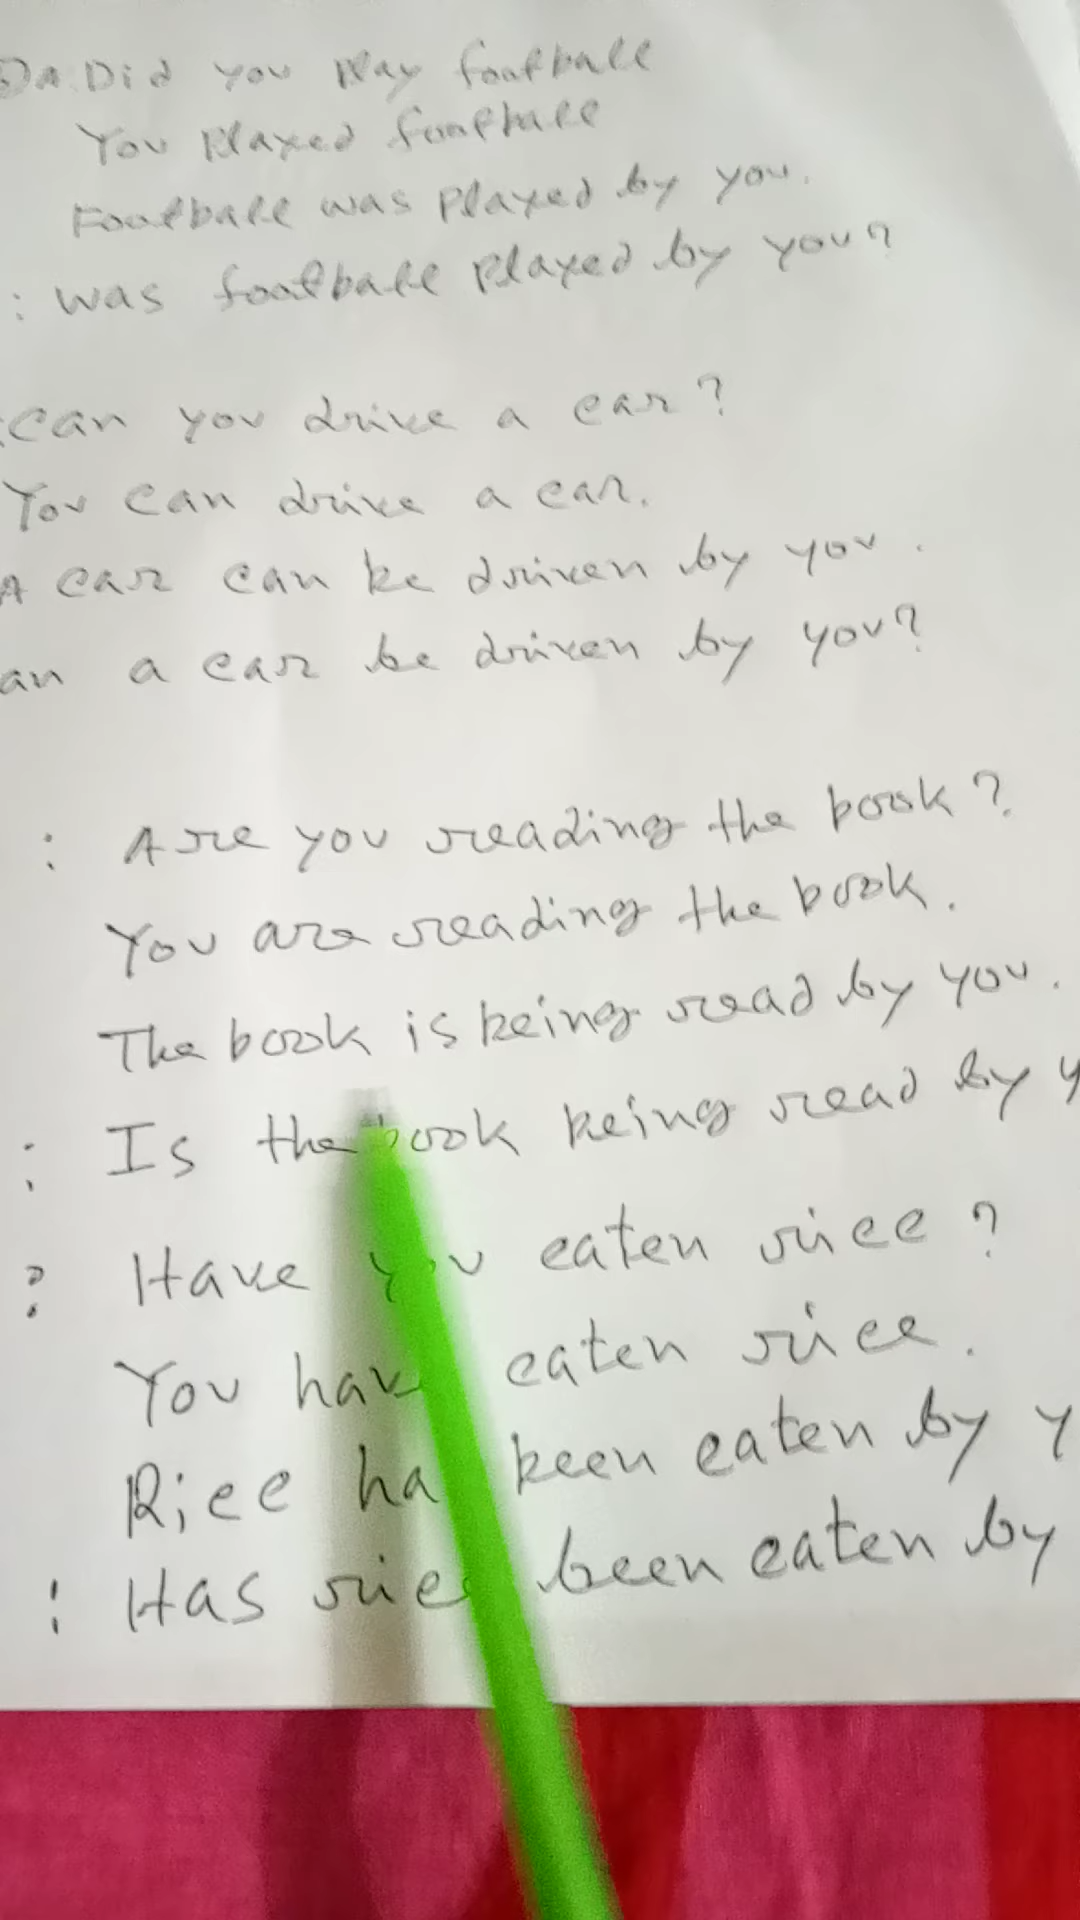 A: Did you play football
You played football
Football was played by you.
: was football played by you?
Can you drive a car?
You can drive a car.
A car can be driven by you.
an a car be driven by you?
: Are you reading the book?
You are reading the book.
The book is being read by you.
: Is the book being read by y
? Have you eaten rice?
You have eaten rice.
Rice ha been eaten by y
: Has rice been eaten by